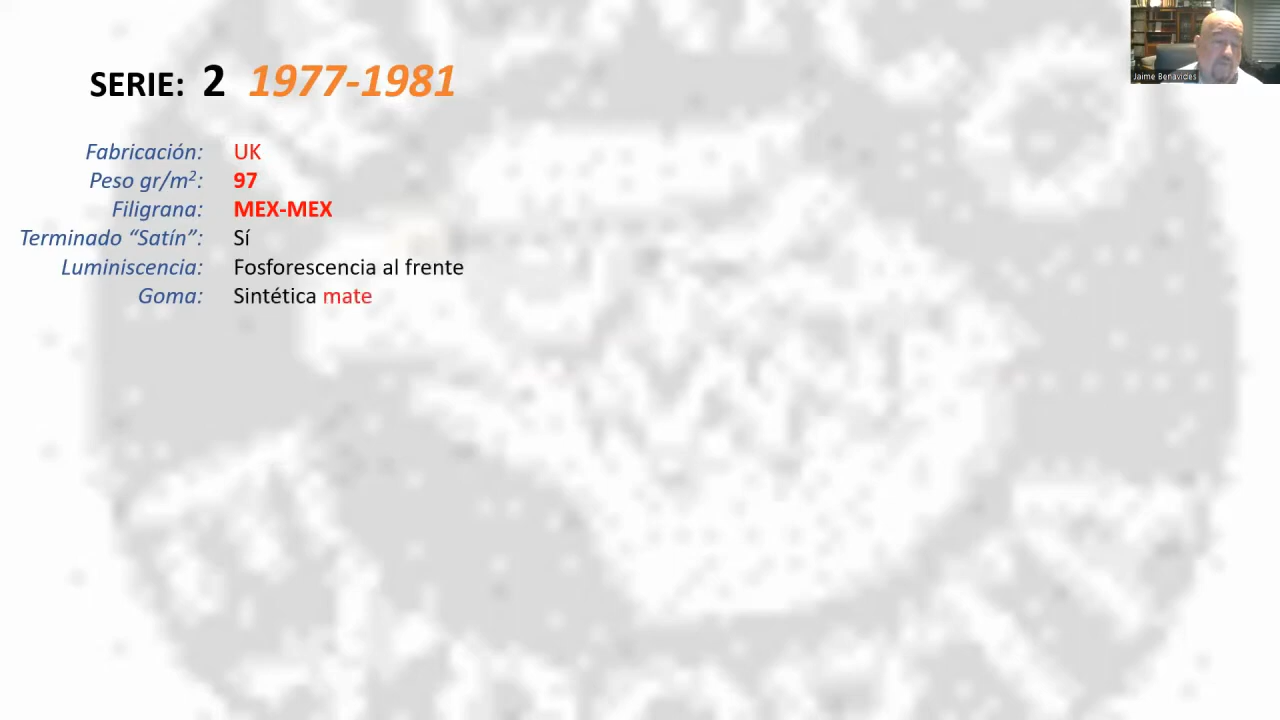 SERIE: 2 1977-1981
Fabricación: UK
Peso gr/m²: 97
Filigrana: MEX-MEX
Terminado “Satín”: Sí
Luminiscencia: Fosforescencia al frente
Goma: Sintética mate
Jaime Benavides